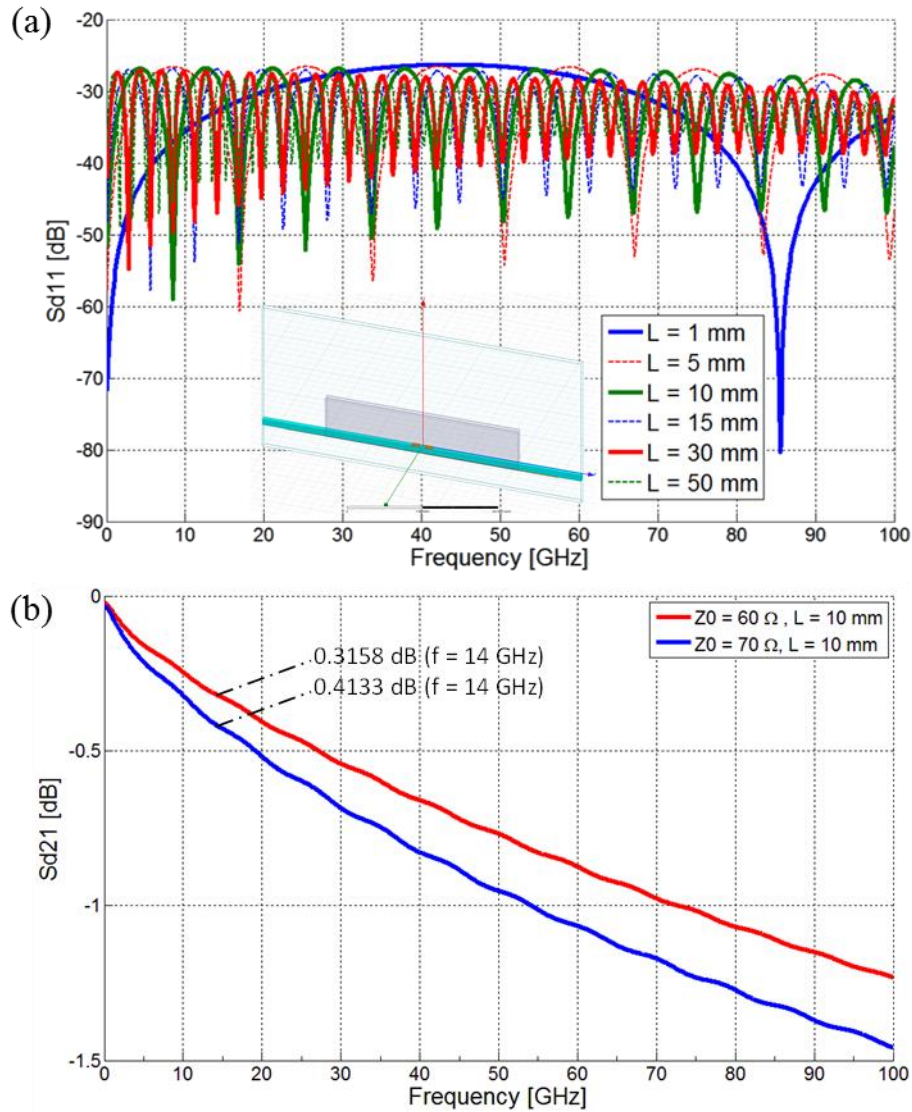 (a)
-20
-30
-40
-50
-60
-70
-80
-90
Sd11 [dB]
L = 1 mm
L = 5 mm
L = 10 mm
L = 15 mm
L = 30 mm
L = 50 mm
0 10 20 30 40 50 60 70 80 90 100
Frequency [GHz]
(b)
0
-0.5
-1
-1.5
Sd21 [dB]
Z0 = 60 Ω , L = 10 mm
Z0 = 70 Ω, L = 10 mm
0.3158 dB (f = 14 GHz)
0.4133 dB (f = 14 GHz)
0 10 20 30 40 50 60 70 80 90 100
Frequency [GHz]